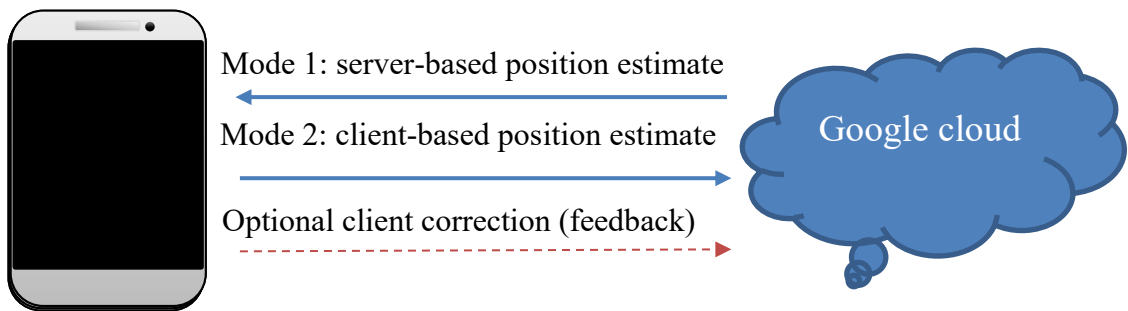 Mode 1: server-based position estimate
Mode 2: client-based position estimate
Google cloud
Optional client correction (feedback)